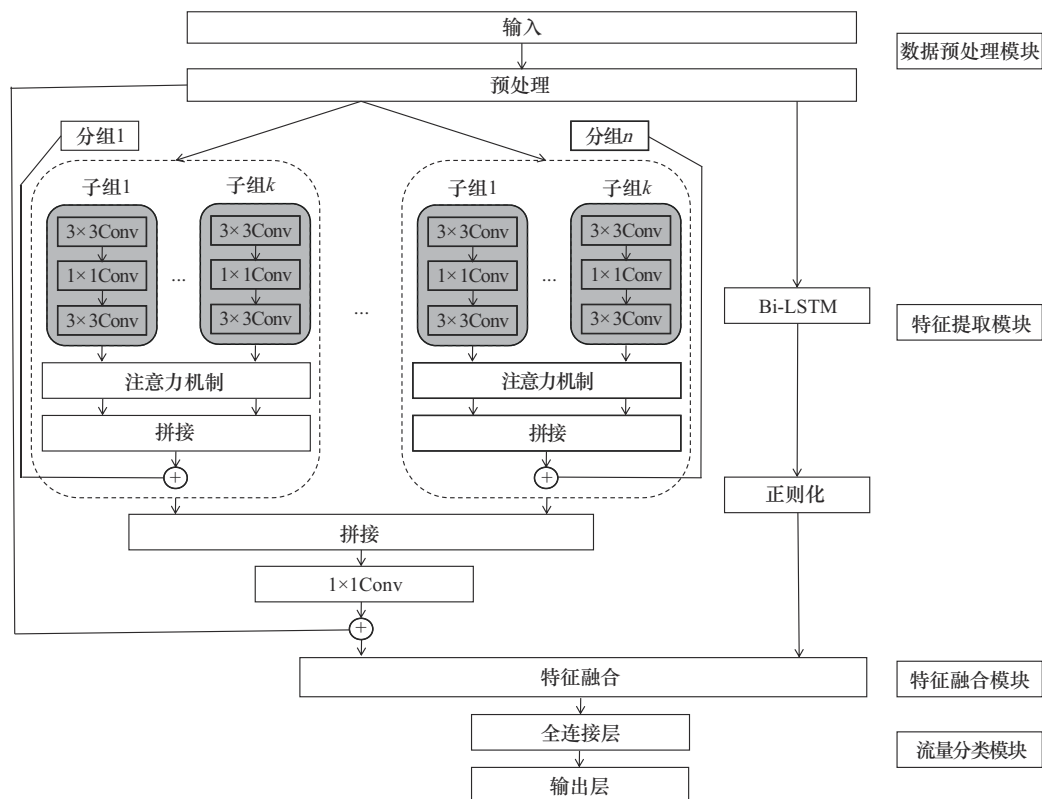 输入
数据预处理模块
预处理
分组1
分组n
子组1
子组k
子组1
子组k
3×3Conv
3×3Conv
3×3Conv
3×3Conv
1×1Conv
...
1×1Conv
1×1Conv
...
1×1Conv
3×3Conv
3×3Conv
...
3×3Conv
3×3Conv
Bi-LSTM
特征提取模块
注意力机制
注意力机制
拼接
拼接
+
+
正则化
拼接
1×1Conv
+
特征融合
特征融合模块
全连接层
流量分类模块
输出层